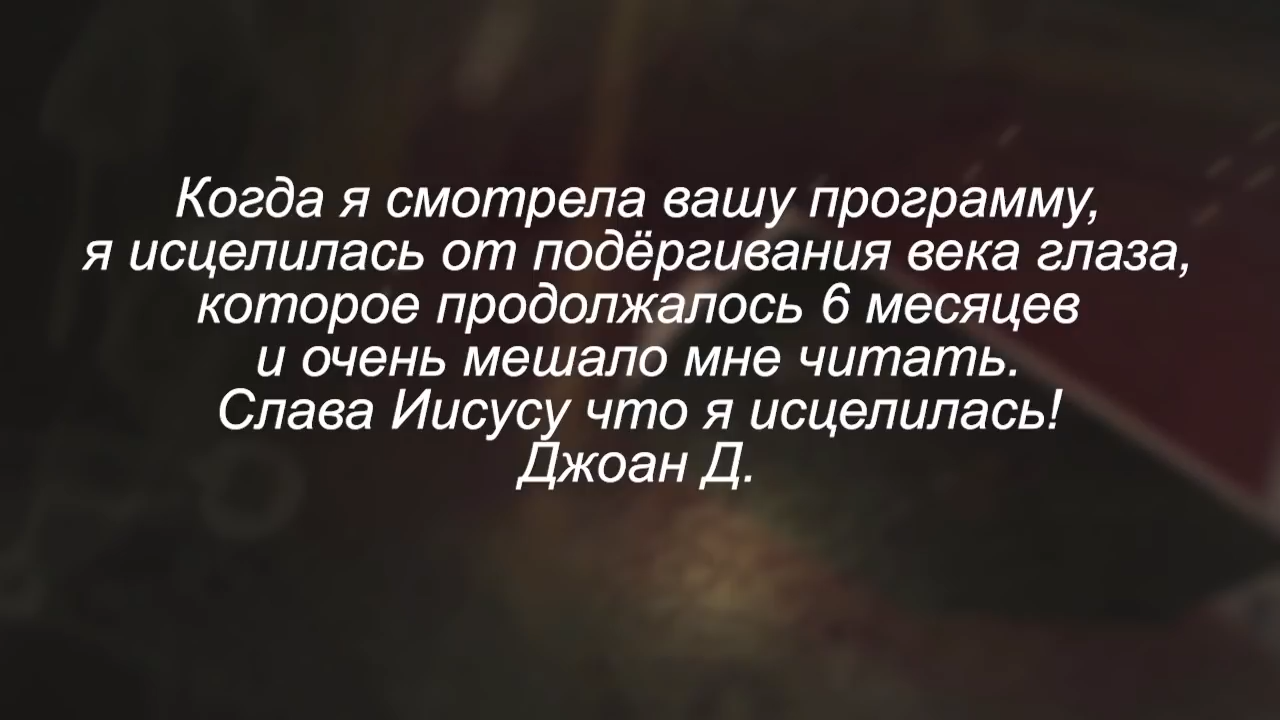 Когда я смотрела вашу программу,
я исцелилась от подёргивания века глаза,
которое продолжалось 6 месяцев
и очень мешало мне читать.
Слава Иисусу что я исцелилась!
Джоан Д.